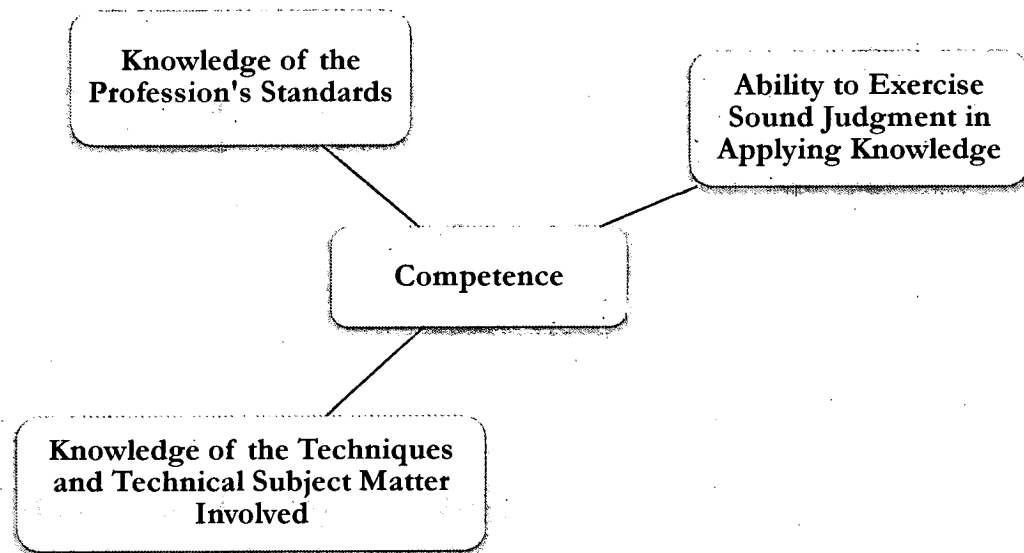 Knowledge of the
Profession's Standards
Ability to Exercise
Sound Judgment in
Applying Knowledge
Competence
Knowledge of the Techniques
and Technical Subject Matter
Involved